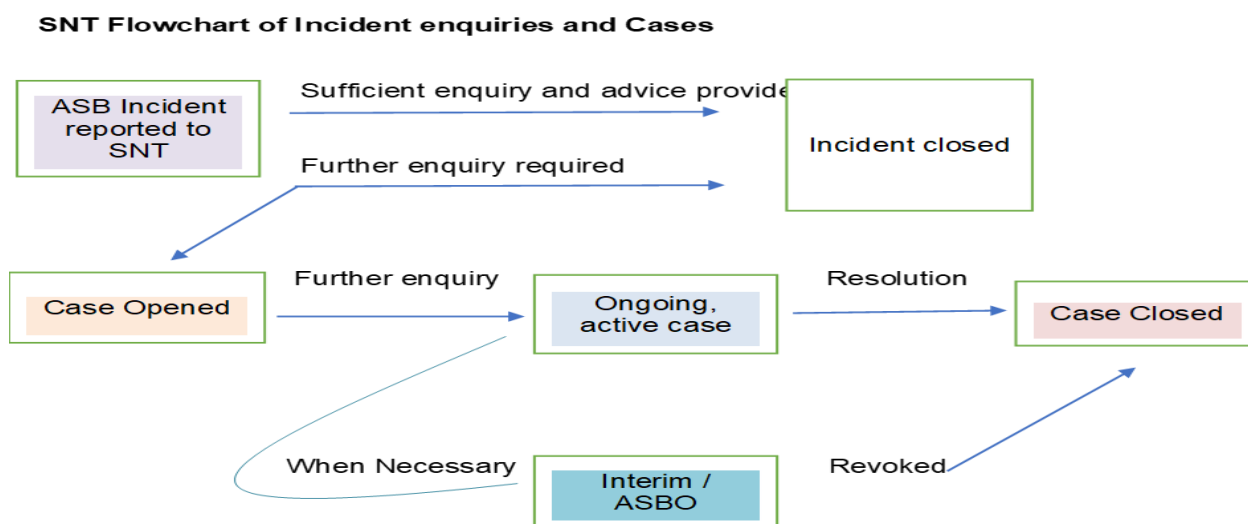 SNT Flowchart of Incident enquiries and Cases
Sufficient enquiry and advice provide
ASB Incident
reported to
SNT
Incident closed
Further enquiry required
Further enquiry
Resolution
Case Opened
Ongoing,
active case
Case Closed
When Necessary
Interim /
ASBO
Revoked